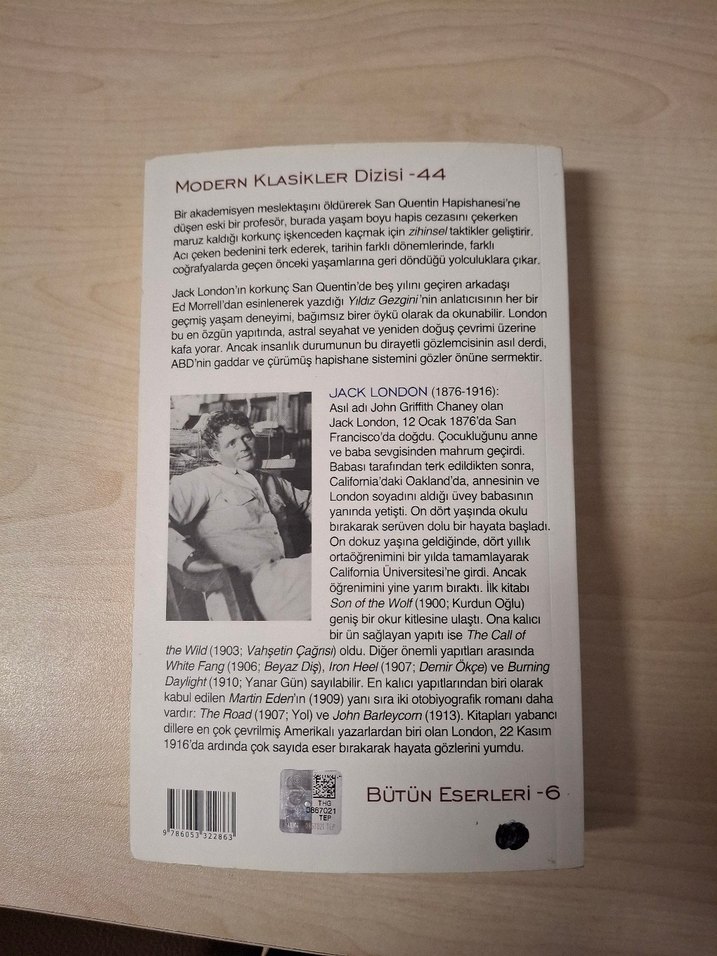 MODERN KLASİKLER DİZİSİ -44
Bir akademisyen meslektaşını öldürerek San Quentin Hapishanesi'ne
düşen eski bir profesör, burada yaşam boyu hapis cezasını çekerken
maruz kaldığı korkunç işkenceden kaçmak için zihinsel taktikler geliştirir.
Acı çeken bedenini terk ederek, tarihin farklı dönemlerinde, farklı
coğrafyalarda geçen önceki yaşamlarına geri döndüğü yolculuklara çıkar.
Jack London'ın korkunç San Quentin'de beş yılını geçiren arkadaşı
Ed Morrell'dan esinlenerek yazdığı Yıldız Gezgini'nin anlatıcısının her bir
geçmiş yaşam deneyimi, bağımsız birer öykü olarak da okunabilir. London
bu en özgün yapıtında, astral seyahat ve yeniden doğuş çevrimi üzerine
kafa yorar. Ancak insanlık durumunun bu dirayetli gözlemcisinin asıl derdi,
ABD'nin gaddar ve çürümüş hapishane sistemini gözler önüne sermektir.
JACK LONDON (1876-1916):
Asıl adı John Griffith Chaney olan
Jack London, 12 Ocak 1876'da San
Francisco'da doğdu. Çocukluğunu anne
ve baba sevgisinden mahrum geçirdi.
Babası tarafından terk edildikten sonra,
California'daki Oakland'da, annesinin ve
London soyadını aldığı üvey babasının
yanında yetişti. On dört yaşında okulu
bırakarak serüven dolu bir hayata başladı.
On dokuz yaşına geldiğinde, dört yıllık
ortaöğrenimini bir yılda tamamlayarak
California Üniversitesi'ne girdi. Ancak
öğrenimini yine yarım bıraktı. İlk kitabı
Son of the Wolf (1900; Kurdun Oğlu)
geniş bir okur kitlesine ulaştı. Ona kalıcı
bir ün sağlayan yapıtı ise The Call of
the Wild (1903; Vahşetin Çağrısı) oldu. Diğer önemli yapıtları arasında
White Fang (1906; Beyaz Diş), Iron Heel (1907; Demir Ökçe) ve Burning
Daylight (1910; Yanar Gün) sayılabilir. En kalıcı yapıtlarından biri olarak
kabul edilen Martin Eden'ın (1909) yanı sıra iki otobiyografik romanı daha
vardır: The Road (1907; Yol) ve John Barleycorn (1913). Kitapları yabancı
dillere en çok çevrilmiş Amerikalı yazarlardan biri olan London, 22 Kasım
1916'da ardında çok sayıda eser bırakarak hayata gözlerini yumdu.
THG
0867021
TEP
BÜTÜN ESERLERİ -6
9 786053 322863